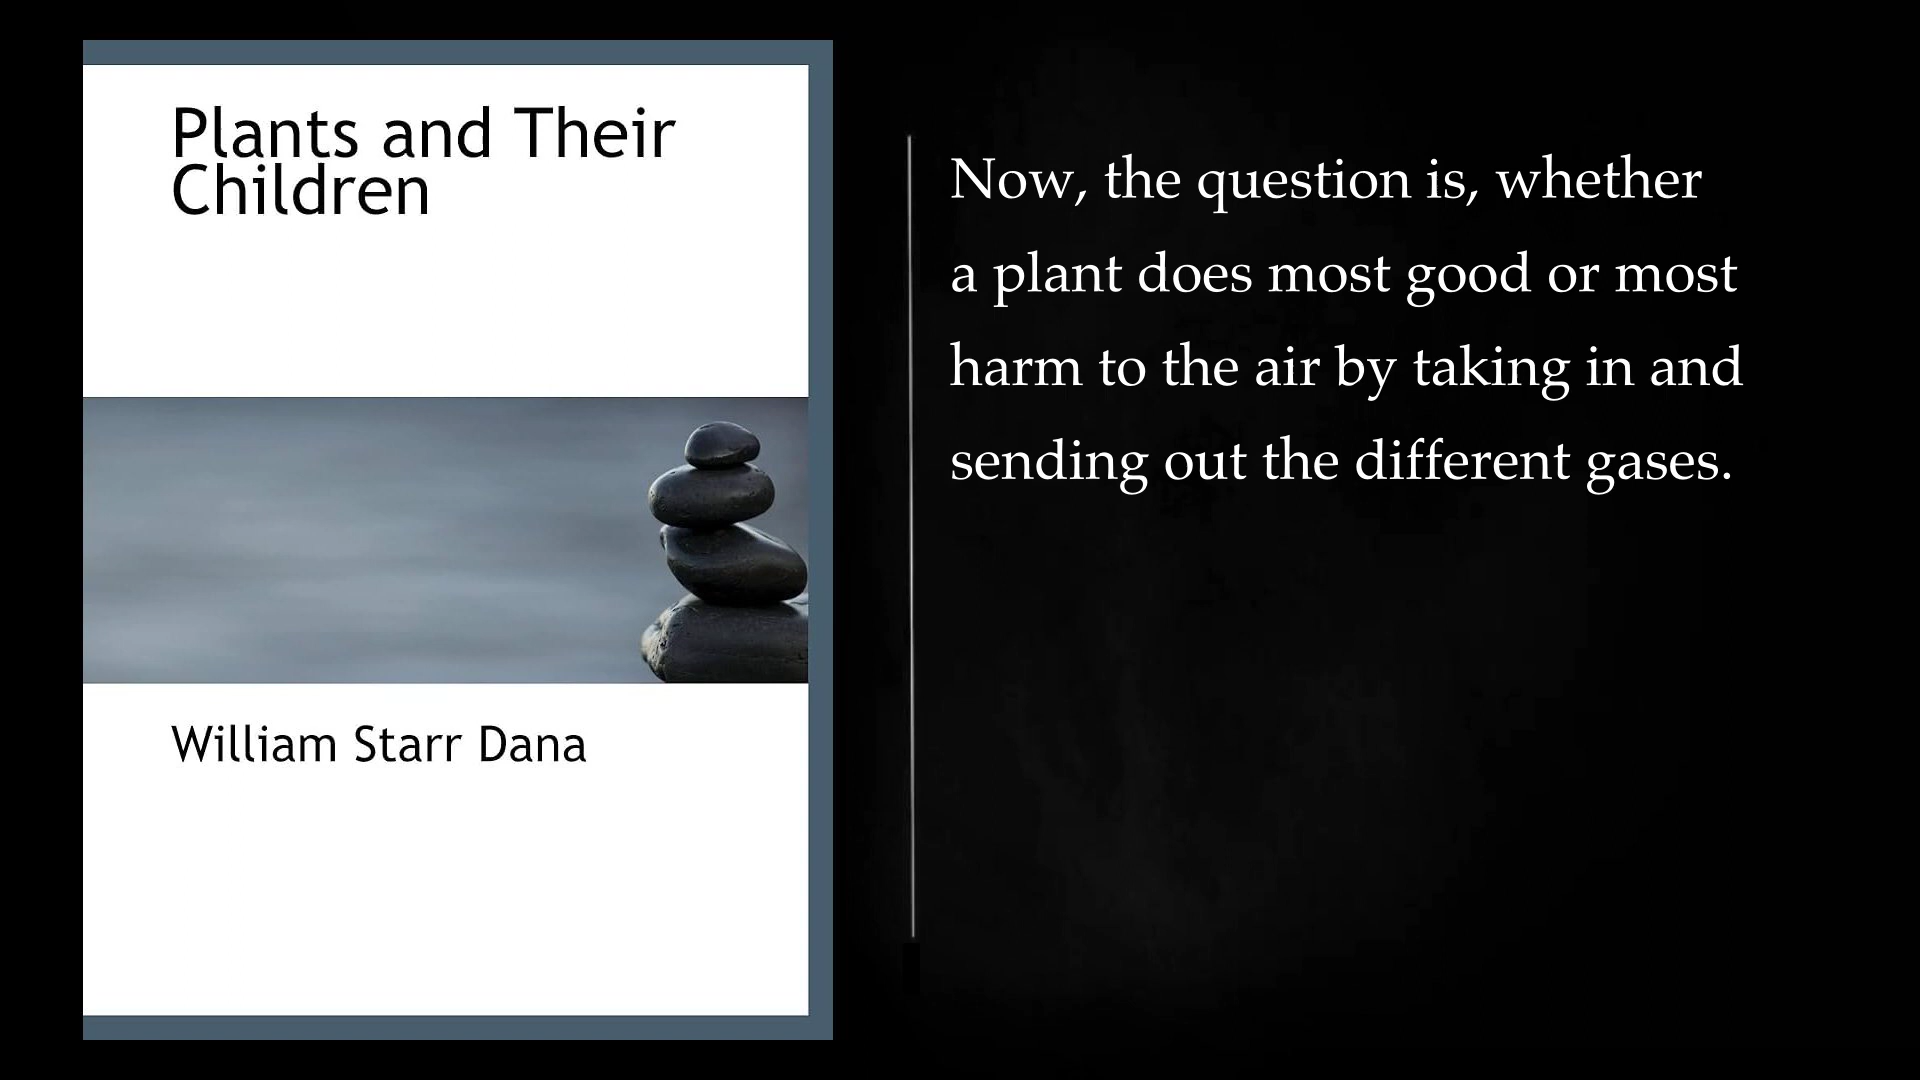 Plants and Their
Children
William Starr Dana
Now, the question is, whether
a plant does most good or most
harm to the air by taking in and
sending out the different gases.